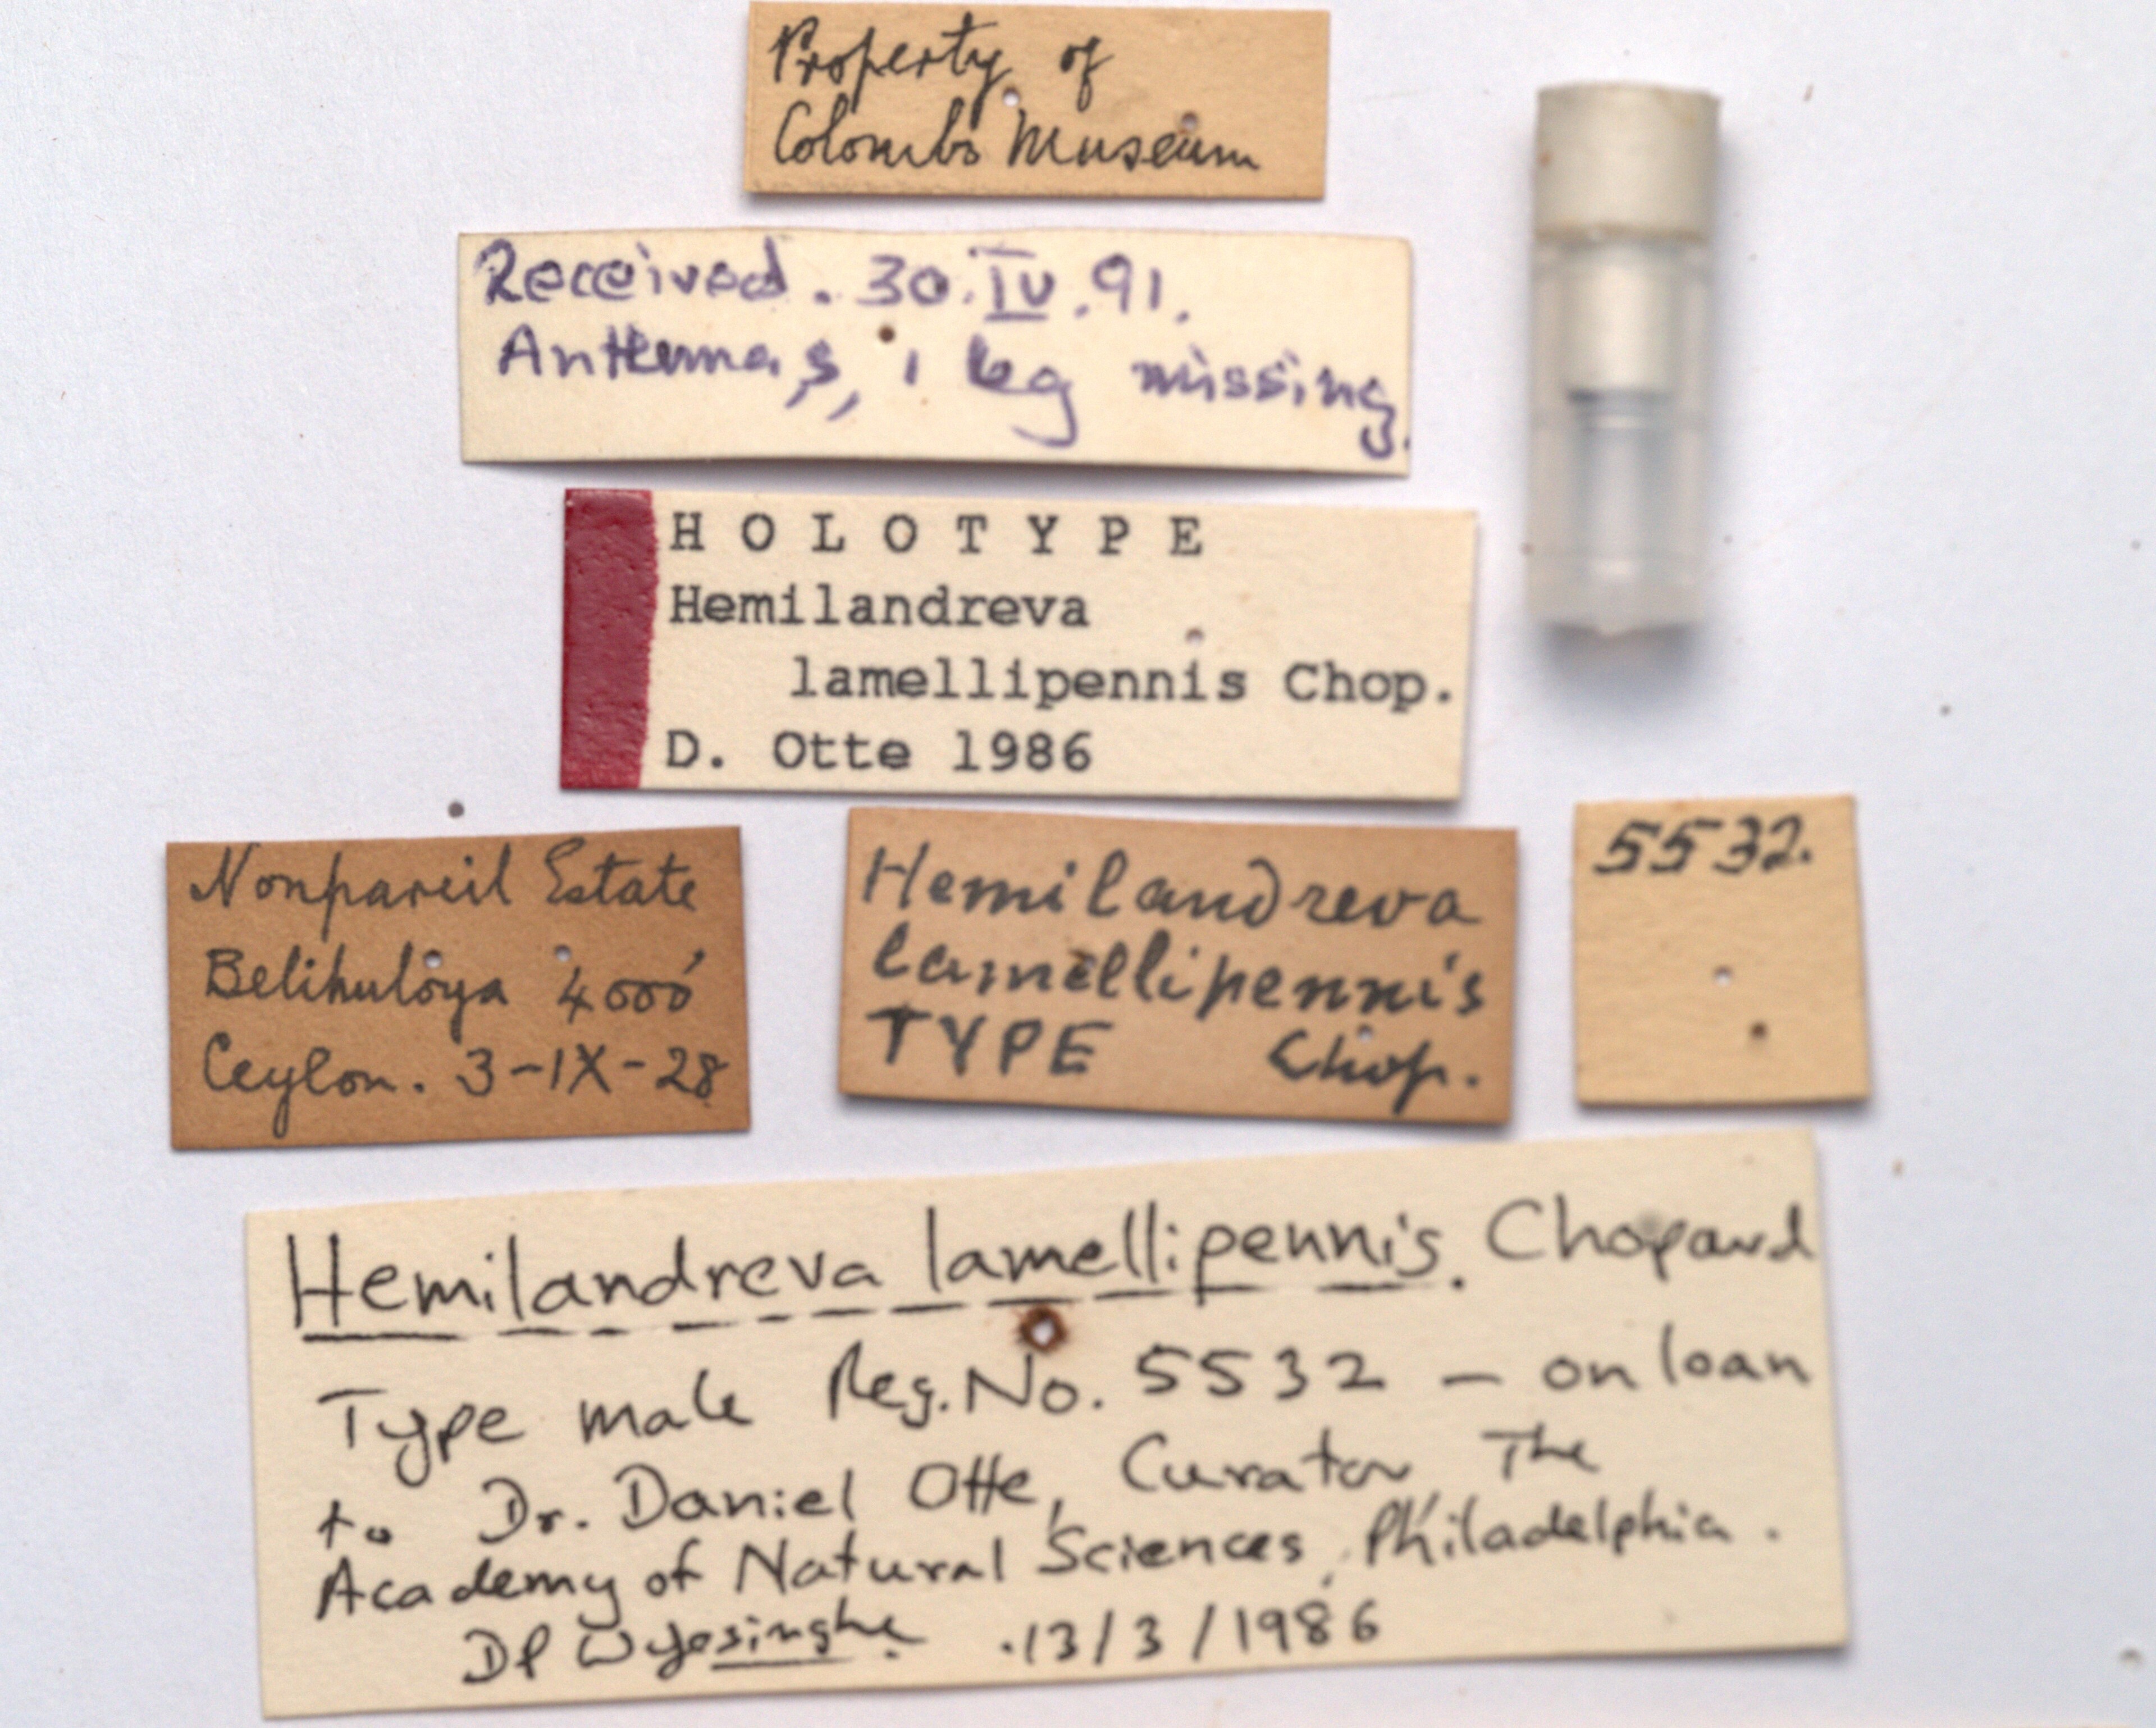 Property of
Colombo Museum
Received. 30.IV.91.
Antennas, 1 leg missing.
HOLOTYPE
Hemilandreva
lamellipennis Chop.
D. Otte 1986
Nonpareil Estate
Belihuloya 4000'
Ceylon. 3-IX-28
Hemilandreva
lamellipennis
TYPE Chop.
5532.
Hemilandreva lamellipennis. Chopard
Type male Reg. No. 5532 — on loan
to Dr. Daniel Otte, Curator The
Academy of Natural Sciences, Philadelphia.
DP Wijesinghe .13/3/1986